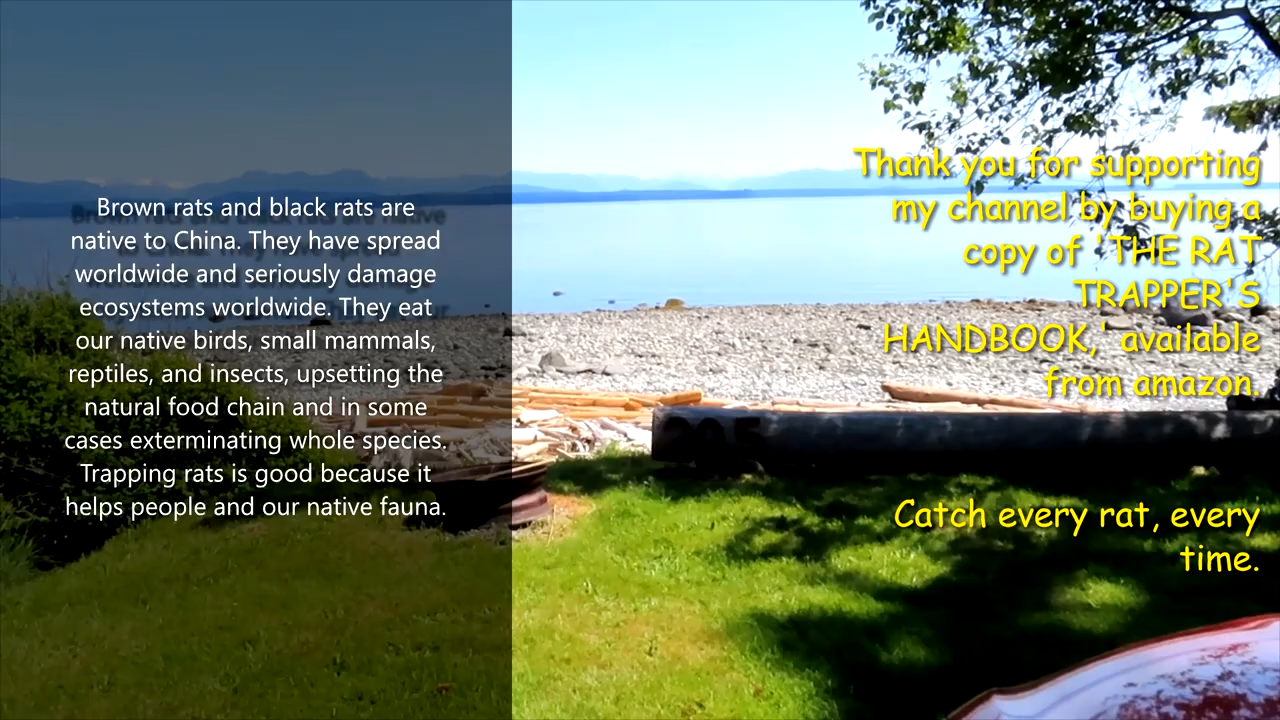 Brown rats and black rats are
native to China. They have spread
worldwide and seriously damage
ecosystems worldwide. They eat
our native birds, small mammals,
reptiles, and insects, upsetting the
natural food chain and in some
cases exterminating whole species.
Trapping rats is good because it
helps people and our native fauna.
Thank you for supporting
my channel by buying a
copy of 'THE RAT
TRAPPER'S
HANDBOOK,' available
from amazon.
295
Catch every rat, every
time.